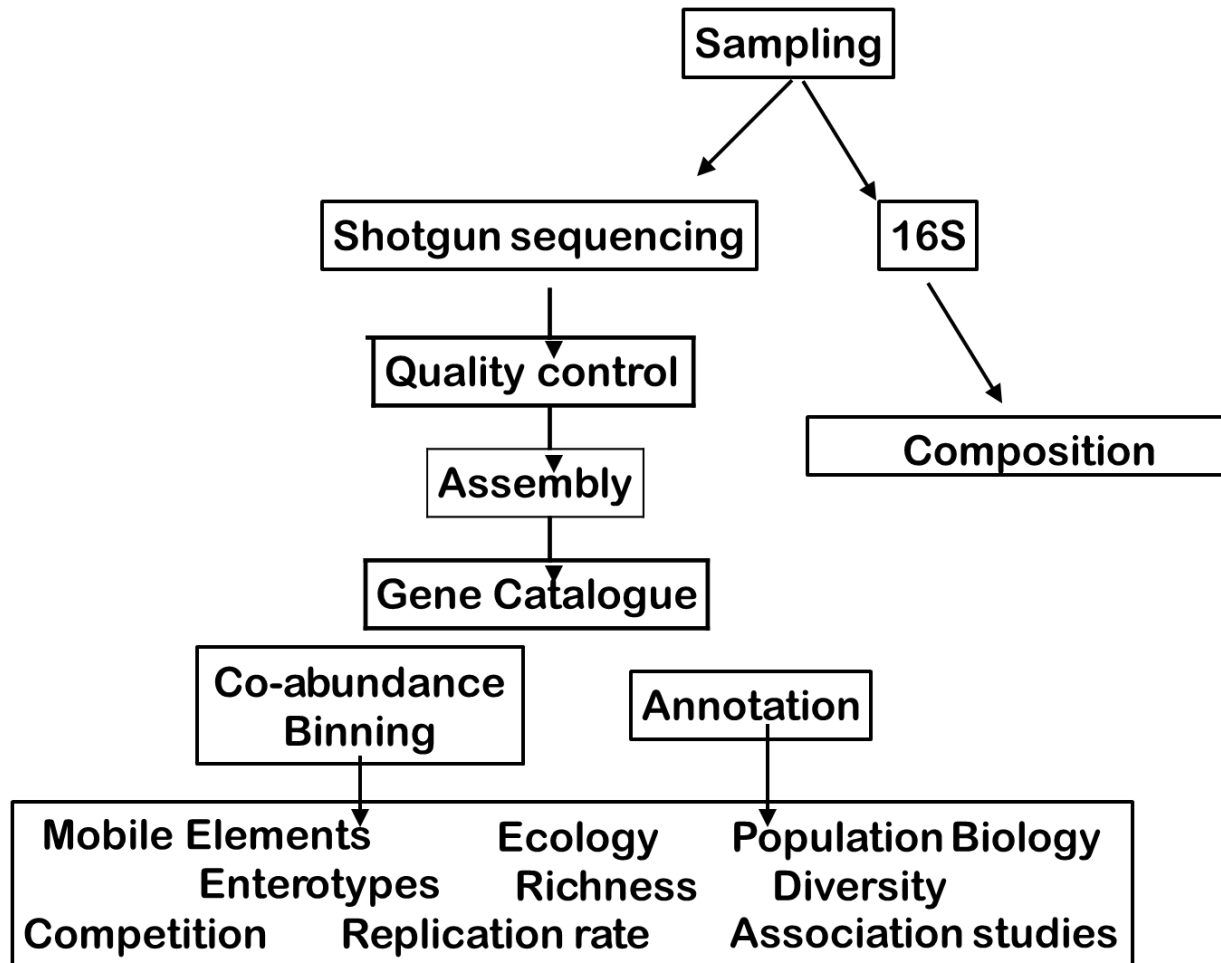 Sampling
Shotgun sequencing
16S
Quality control
Composition
Assembly
Gene Catalogue
Co-abundance
Binning
Annotation
Mobile Elements Ecology Population Biology
Enterotypes Richness Diversity
Competition Replication rate Association studies